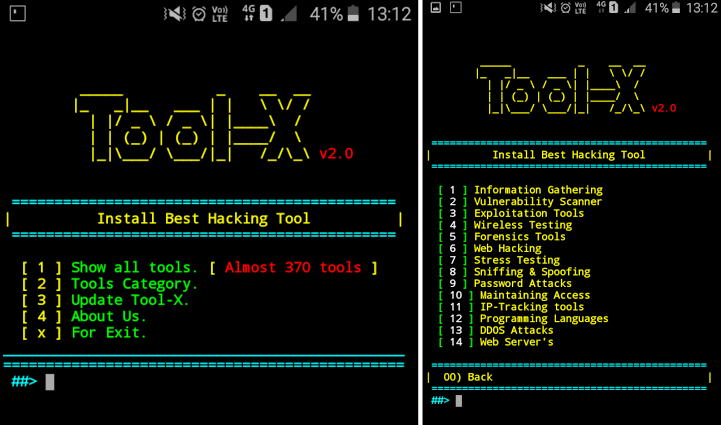 Vo)) LTE 4G 1 41% 13:12
Tool-X v2.0
Install Best Hacking Tool
[ 1 ] Show all tools. [ Almost 370 tools ]
[ 2 ] Tools Category.
[ 3 ] Update Tool-X.
[ 4 ] About Us.
[ x ] For Exit.
##>
Vo)) LTE 4G 1 41% 13:12
Tool-X v2.0
Install Best Hacking Tool
[ 1 ] Information Gathering
[ 2 ] Vulnerability Scanner
[ 3 ] Exploitation Tools
[ 4 ] Wireless Testing
[ 5 ] Forensics Tools
[ 6 ] Web Hacking
[ 7 ] Stress Testing
[ 8 ] Sniffing & Spoofing
[ 9 ] Password Attacks
[ 10 ] Maintaining Access
[ 11 ] IP-Tracking tools
[ 12 ] Programming Languages
[ 13 ] DDOS Attacks
[ 14 ] Web Server's
00) Back
##>